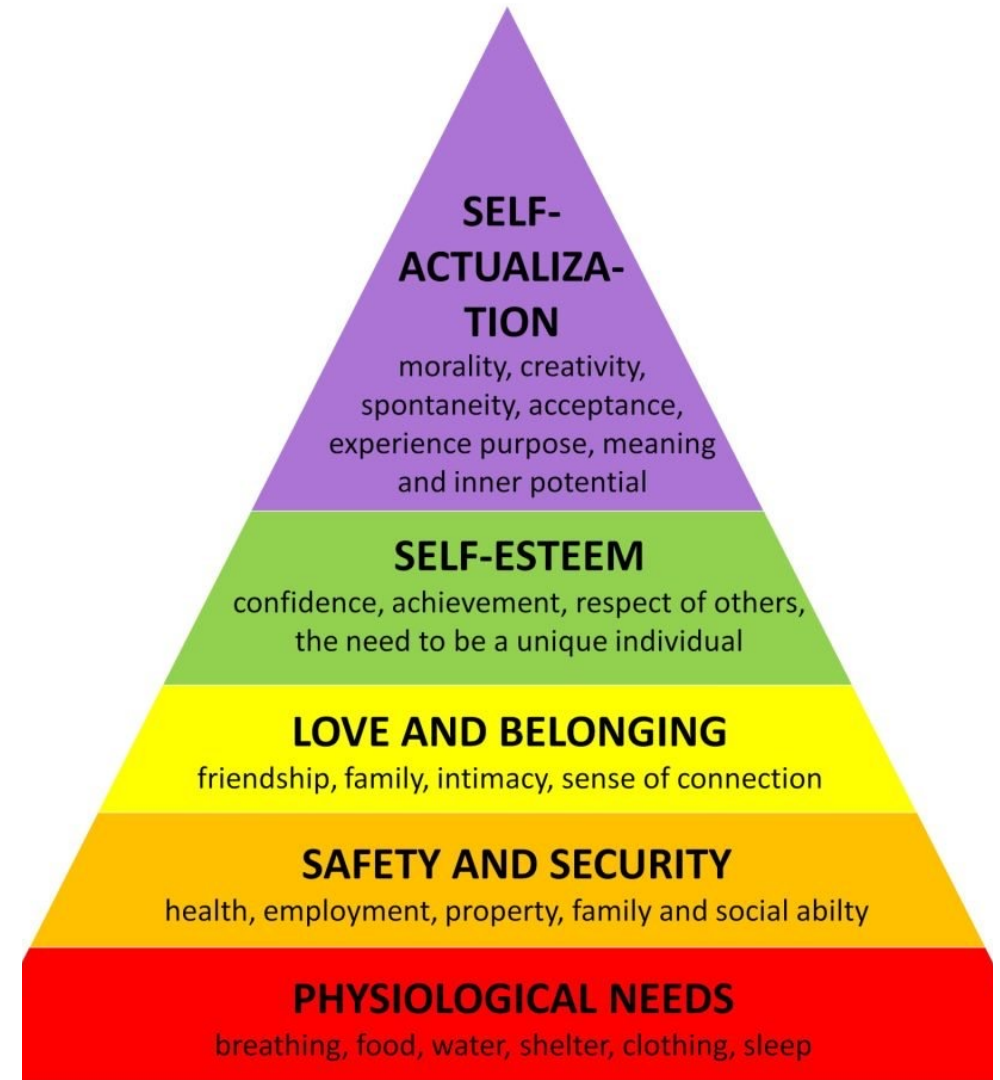 SELF-
ACTUALIZA-
TION
morality, creativity,
spontaneity, acceptance,
experience purpose, meaning
and inner potential
SELF-ESTEEM
confidence, achievement, respect of others,
the need to be a unique individual
LOVE AND BELONGING
friendship, family, intimacy, sense of connection
SAFETY AND SECURITY
health, employment, property, family and social abilty
PHYSIOLOGICAL NEEDS
breathing, food, water, shelter, clothing, sleep